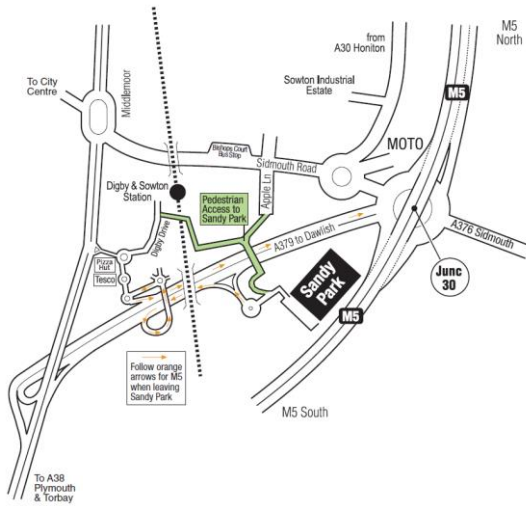 M5
North
from
A30 Honiton
To City
Centre
Middlemoor
Sowton Industrial
Estate
M5
MOTO
Bishops Court
Bus Stop
Sidmouth Road
Digby & Sowton
Station
Pedestrian
Access to
Sandy Park
Apple Ln
Digby Drive
A379 to Dawlish
A376 Sidmouth
Pizza
Hut
Tesco
Junc
30
Sandy
Park
M5
Follow orange
arrows for M5
when leaving
Sandy Park
M5 South
To A38
Plymouth
& Torbay